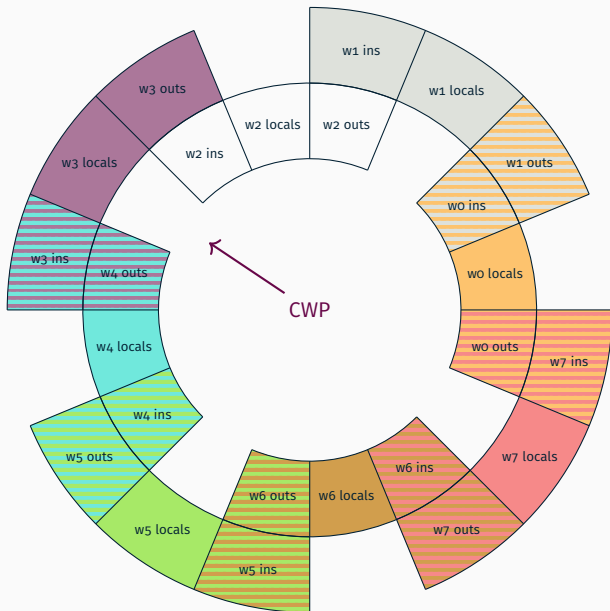 w1 ins
w3 outs
w1 locals
w2 locals
w2 outs
w2 ins
w3 locals
w1 outs
w0 ins
w3 ins
w4 outs
w0 locals
CWP
w4 locals
w0 outs
w7 ins
w4 ins
w5 outs
w7 locals
w6 ins
w6 outs
w6 locals
w5 locals
w7 outs
w5 ins